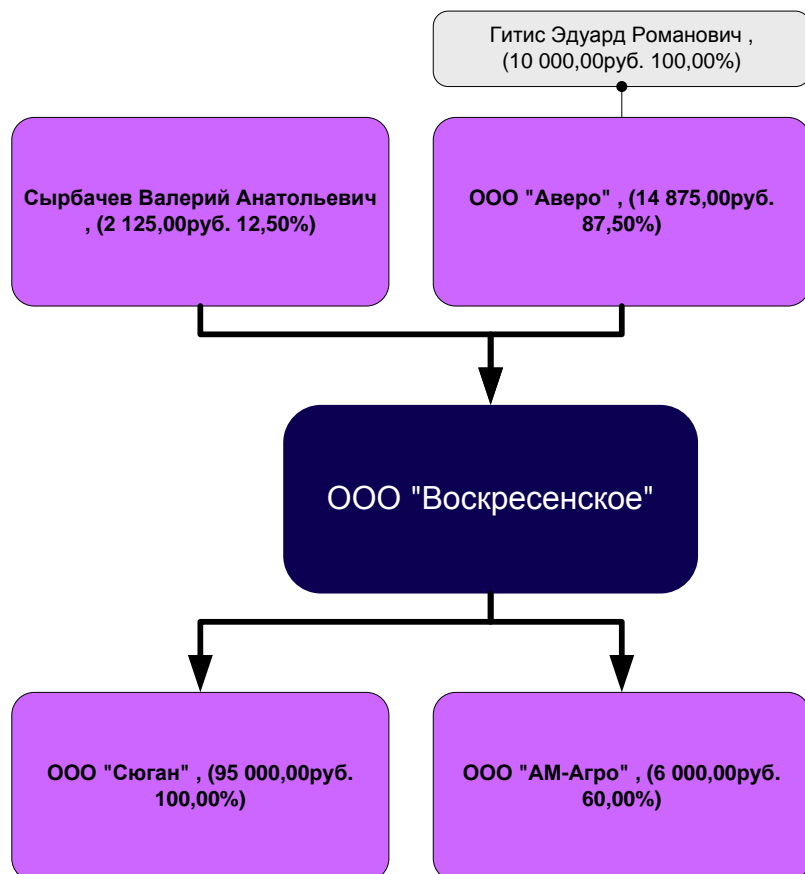 Гитис Эдуард Романович ,
(10 000,00руб. 100,00%)
Сырбачев Валерий Анатольевич
, (2 125,00руб. 12,50%)
ООО "Аверо" , (14 875,00руб.
87,50%)
ООО "Воскресенское"
ООО "Сюган" , (95 000,00руб.
100,00%)
ООО "АМ-Агро" , (6 000,00руб.
60,00%)